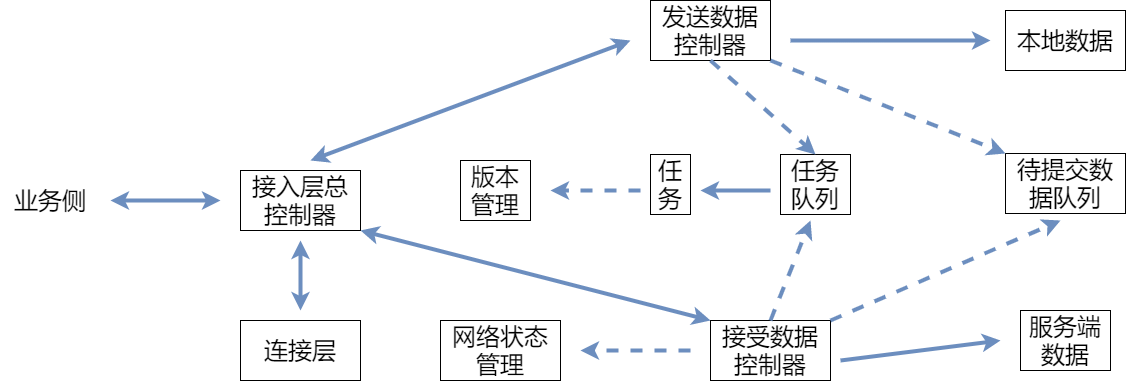 发送数据
控制器
本地数据
业务侧
接入层总
控制器
版本
管理
任
务
任务
队列
待提交数
据队列
连接层
网络状态
管理
接受数据
控制器
服务端
数据